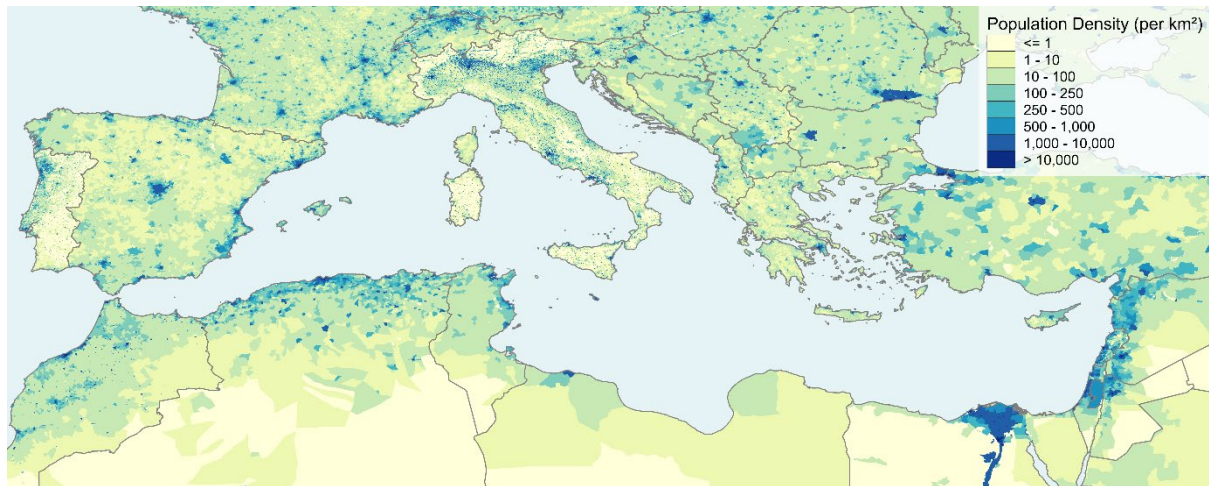 Population Density (per km²)
<= 1
1 - 10
10 - 100
100 - 250
250 - 500
500 - 1,000
1,000 - 10,000
> 10,000